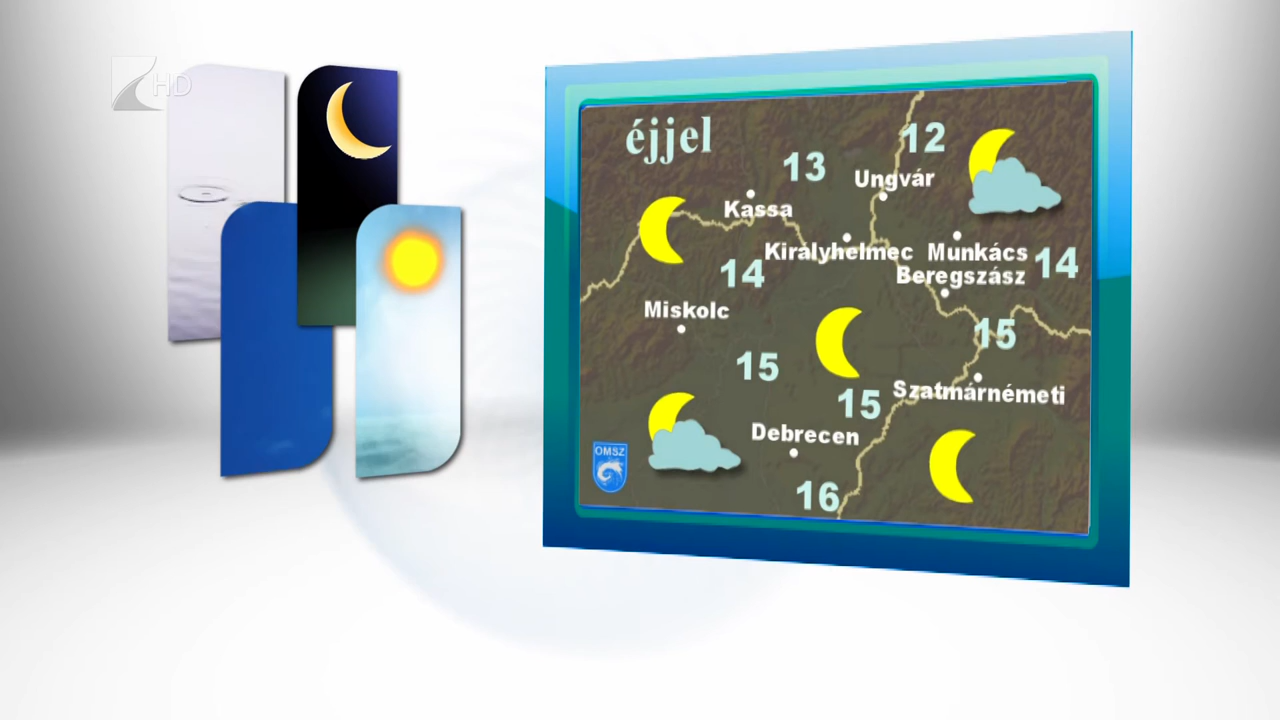 HD
éjjel
12
13
Ungvár
Kassa
Királyhelmec
Munkács
14
Beregszász
14
Miskolc
15
15
Szatmárnémeti
15
Debrecen
OMSZ
16